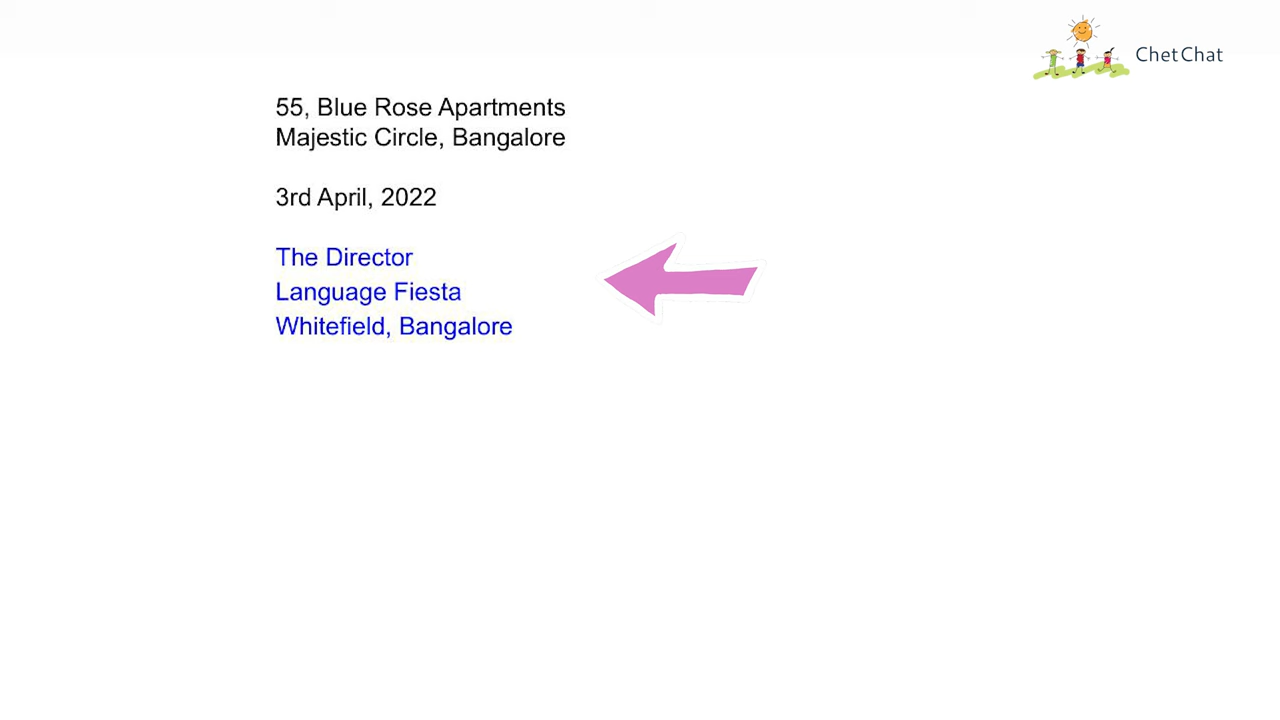 ChetChat
55, Blue Rose Apartments
Majestic Circle, Bangalore
3rd April, 2022
The Director
Language Fiesta
Whitefield, Bangalore